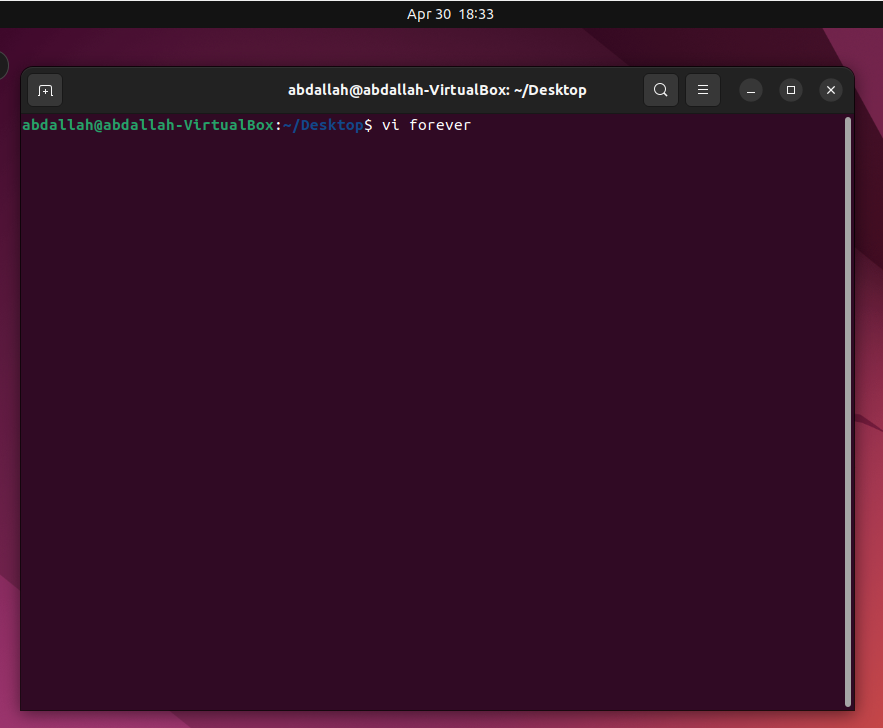 Apr 30 18:33
abdallah@abdallah-VirtualBox: ~/Desktop
abdallah@abdallah-VirtualBox:~/Desktop$ vi forever